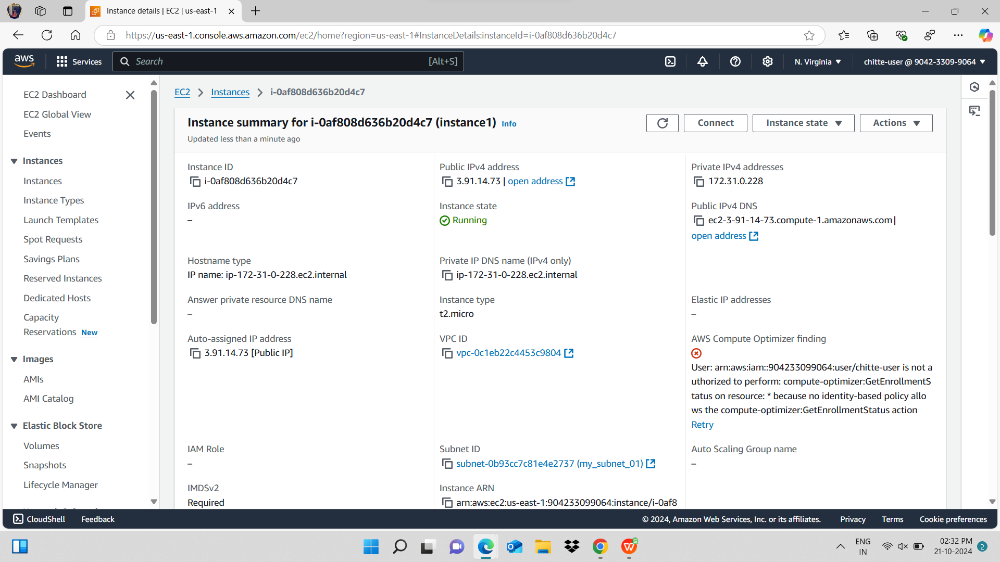 Instance details | EC2 | us-east-1
https://us-east-1.console.aws.amazon.com/ec2/home?region=us-east-1#InstanceDetails:instanceId=i-0af808d636b20d4c7
aws
Services
Search
[Alt+S]
N. Virginia
chitte-user @ 9042-3309-9064
EC2 Dashboard
EC2 Global View
Events
Instances
Instances
Instance Types
Launch Templates
Spot Requests
Savings Plans
Reserved Instances
Dedicated Hosts
Capacity
Reservations New
Images
AMIs
AMI Catalog
Elastic Block Store
Volumes
Snapshots
Lifecycle Manager
EC2
Instances
i-0af808d636b20d4c7
Instance summary for i-0af808d636b20d4c7 (instance1) Info
Updated less than a minute ago
Connect
Instance state
Actions
Instance ID
i-0af808d636b20d4c7
Public IPv4 address
3.91.14.73 | open address
Private IPv4 addresses
172.31.0.228
IPv6 address
–
Instance state
Running
Public IPv4 DNS
ec2-3-91-14-73.compute-1.amazonaws.com |
open address
Hostname type
IP name: ip-172-31-0-228.ec2.internal
Private IP DNS name (IPv4 only)
ip-172-31-0-228.ec2.internal
Answer private resource DNS name
–
Instance type
t2.micro
Elastic IP addresses
–
Auto-assigned IP address
3.91.14.73 [Public IP]
VPC ID
vpc-0c1eb22c4453c9804
AWS Compute Optimizer finding
User: arn:aws:iam::904233099064:user/chitte-user is not a
uthorized to perform: compute-optimizer:GetEnrollmentS
tatus on resource: * because no identity-based policy allo
ws the compute-optimizer:GetEnrollmentStatus action
Retry
IAM Role
–
Subnet ID
subnet-0b93cc7c81e4e2737 (my_subnet_01)
Auto Scaling Group name
–
IMDSv2
Required
Instance ARN
arn:aws:ec2:us-east-1:904233099064:instance/i-0af8
CloudShell
Feedback
© 2024, Amazon Web Services, Inc. or its affiliates.
Privacy
Terms
Cookie preferences
ENG
IN
02:32 PM
21-10-2024
2